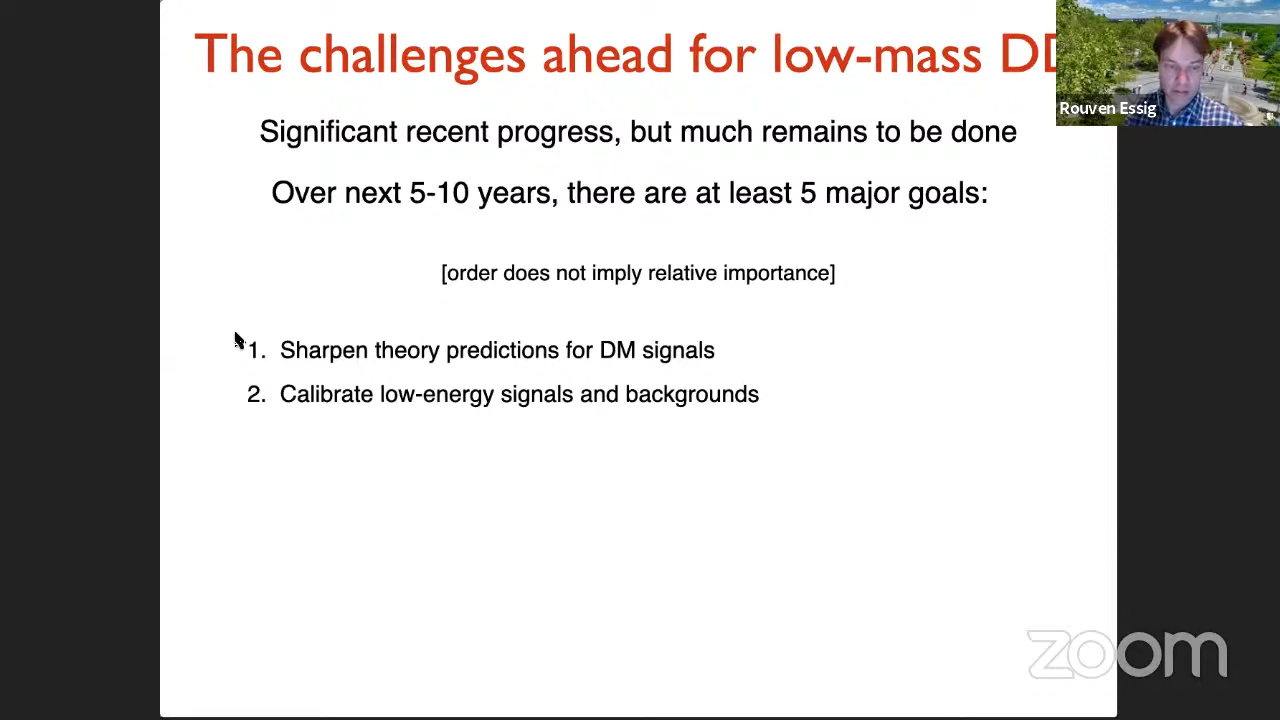 The challenges ahead for low-mass DD
Rouven Essig
Significant recent progress, but much remains to be done
Over next 5-10 years, there are at least 5 major goals:
[order does not imply relative importance]
1. Sharpen theory predictions for DM signals
2. Calibrate low-energy signals and backgrounds
zoom